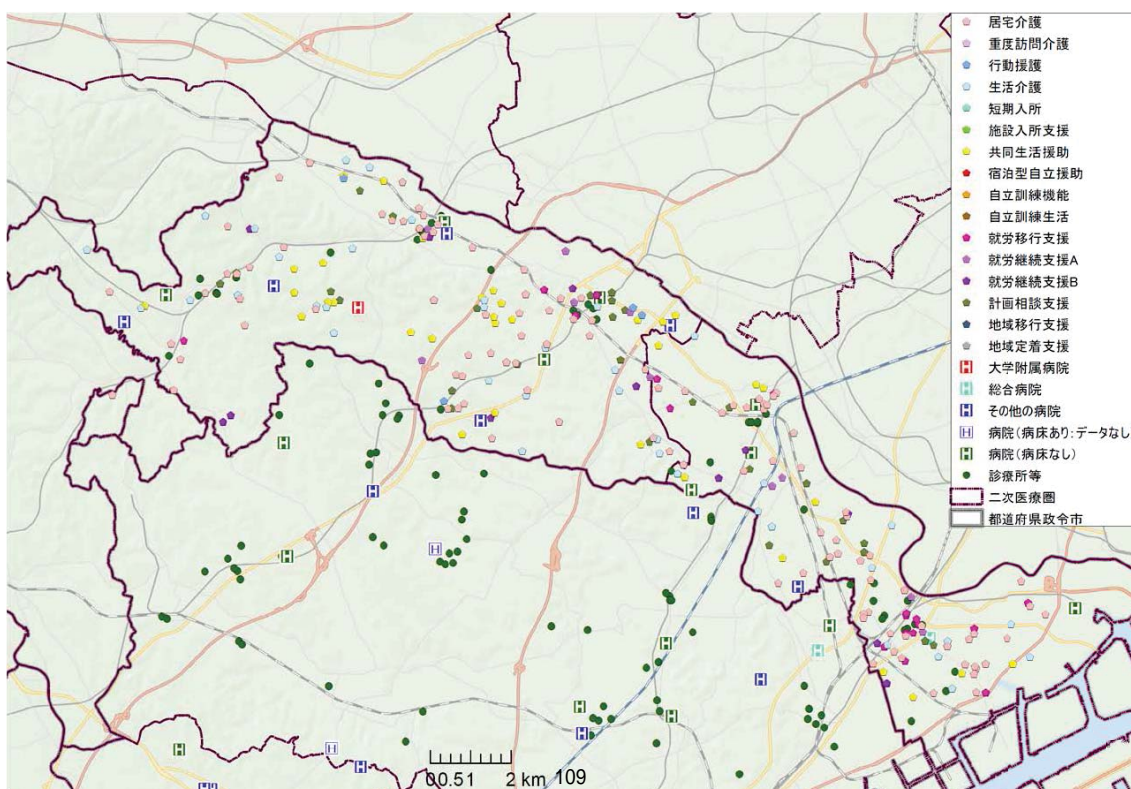 居宅介護
重度訪問介護
行動援護
生活介護
短期入所
施設入所支援
共同生活援助
宿泊型自立援助
自立訓練機能
自立訓練生活
就労移行支援
就労継続支援A
就労継続支援B
計画相談支援
地域移行支援
地域定着支援
大学附属病院
総合病院
その他の病院
病院(病床あり:データなし)
病院(病床なし)
診療所等
二次医療圏
都道府県政令市
00.51 2 km 109